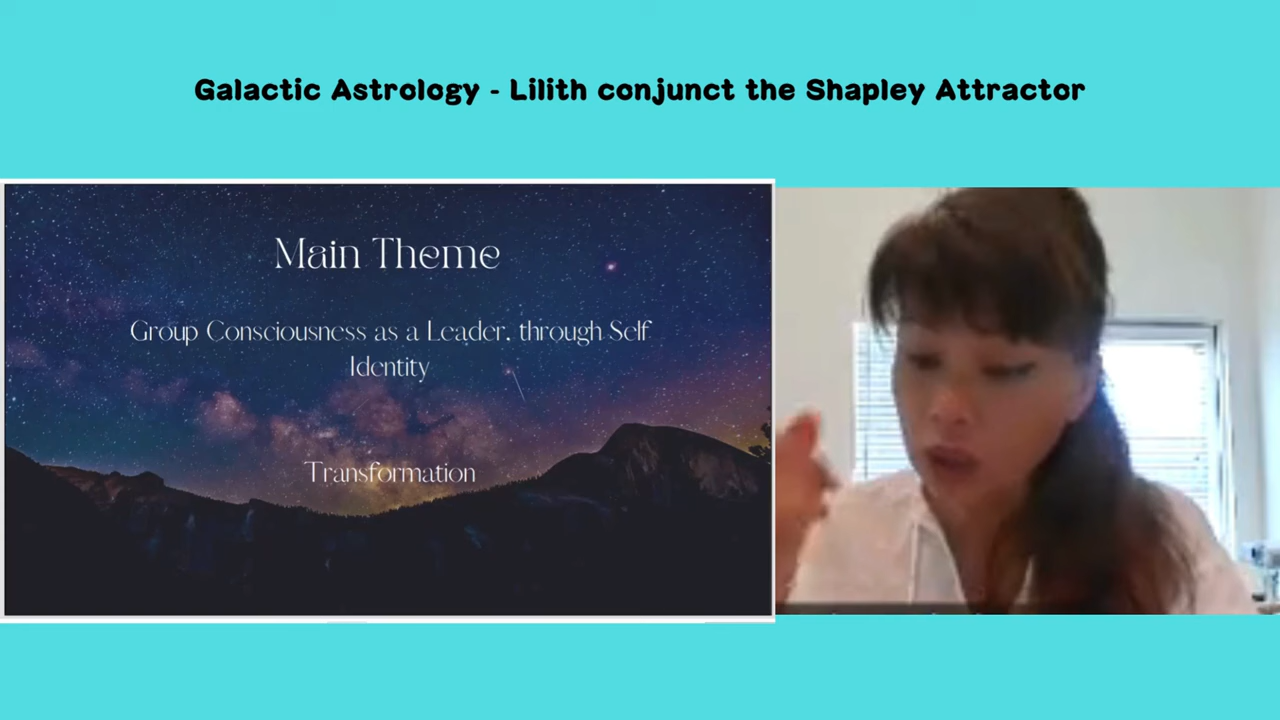 Galactic Astrology - Lilith conjunct the Shapley Attractor
Main Theme
Group Consciousness as a Leader, through Self
Identity
Transformation